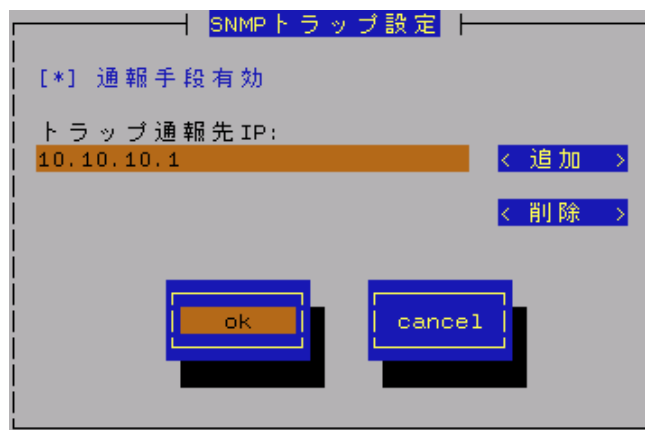 SNMPトラップ設定
[*] 通報手段有効
トラップ通報先IP:
10.10.10.1
< 追加 >
< 削除 >
ok
cancel